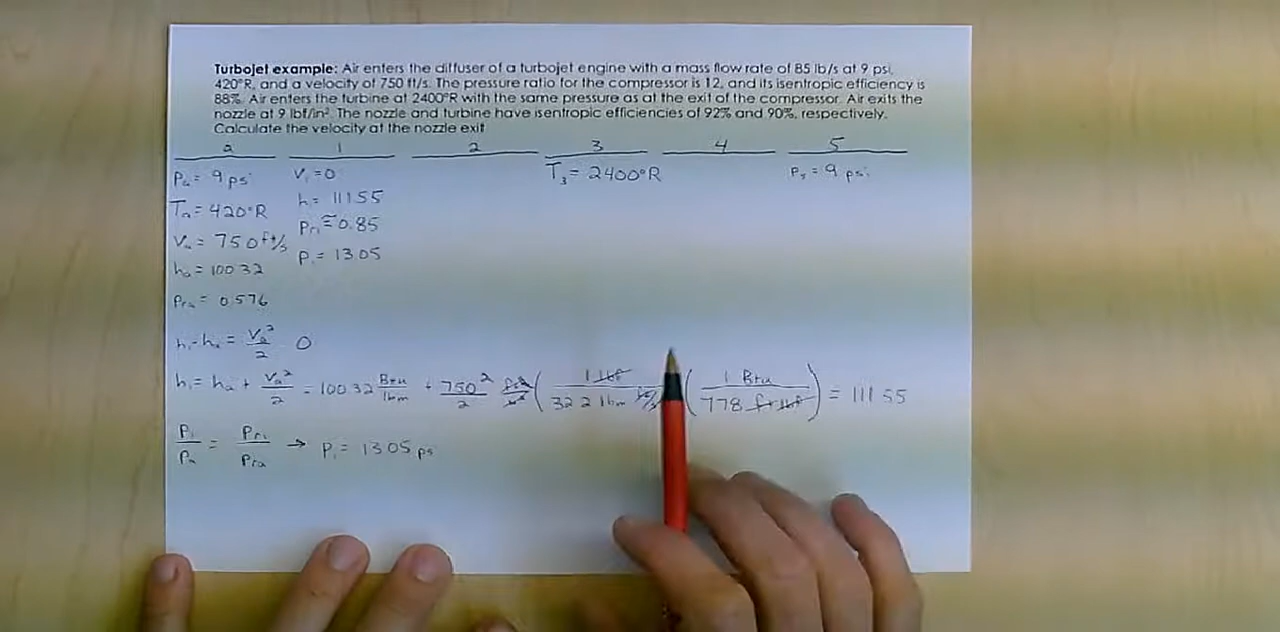 Turbojet example: Air enters the diffuser of a turbojet engine with a mass flow rate of 85 lb/s at 9 psi,
420°R, and a velocity of 750 ft/s. The pressure ratio for the compressor is 12, and its isentropic efficiency is
88%. Air enters the turbine at 2400°R with the same pressure as at the exit of the compressor. Air exits the
nozzle at 9 lbf/in². The nozzle and turbine have isentropic efficiencies of 92% and 90%, respectively.
Calculate the velocity at the nozzle exit
a 1 2 3 4 5
Pa = 9 psi V1 = 0 T3 = 2400°R P5 = 9 psi
Ta = 420°R h1 = 111.55
Va = 750 ft/s Pr1 ≅ 0.85
ha = 100.32 P1 = 13.05
Pra = 0.576
h1 - ha = Va²/2 0
h1 = ha + Va²/2 = 100.32 Btu/lbm + 750²/2 ft²/s² (1 lbf / 32.2 lbm ft/s²) (1 Btu / 778 ft lbf) = 111.55
P1/Pa = Pr1/Pra → P1 = 13.05 psi